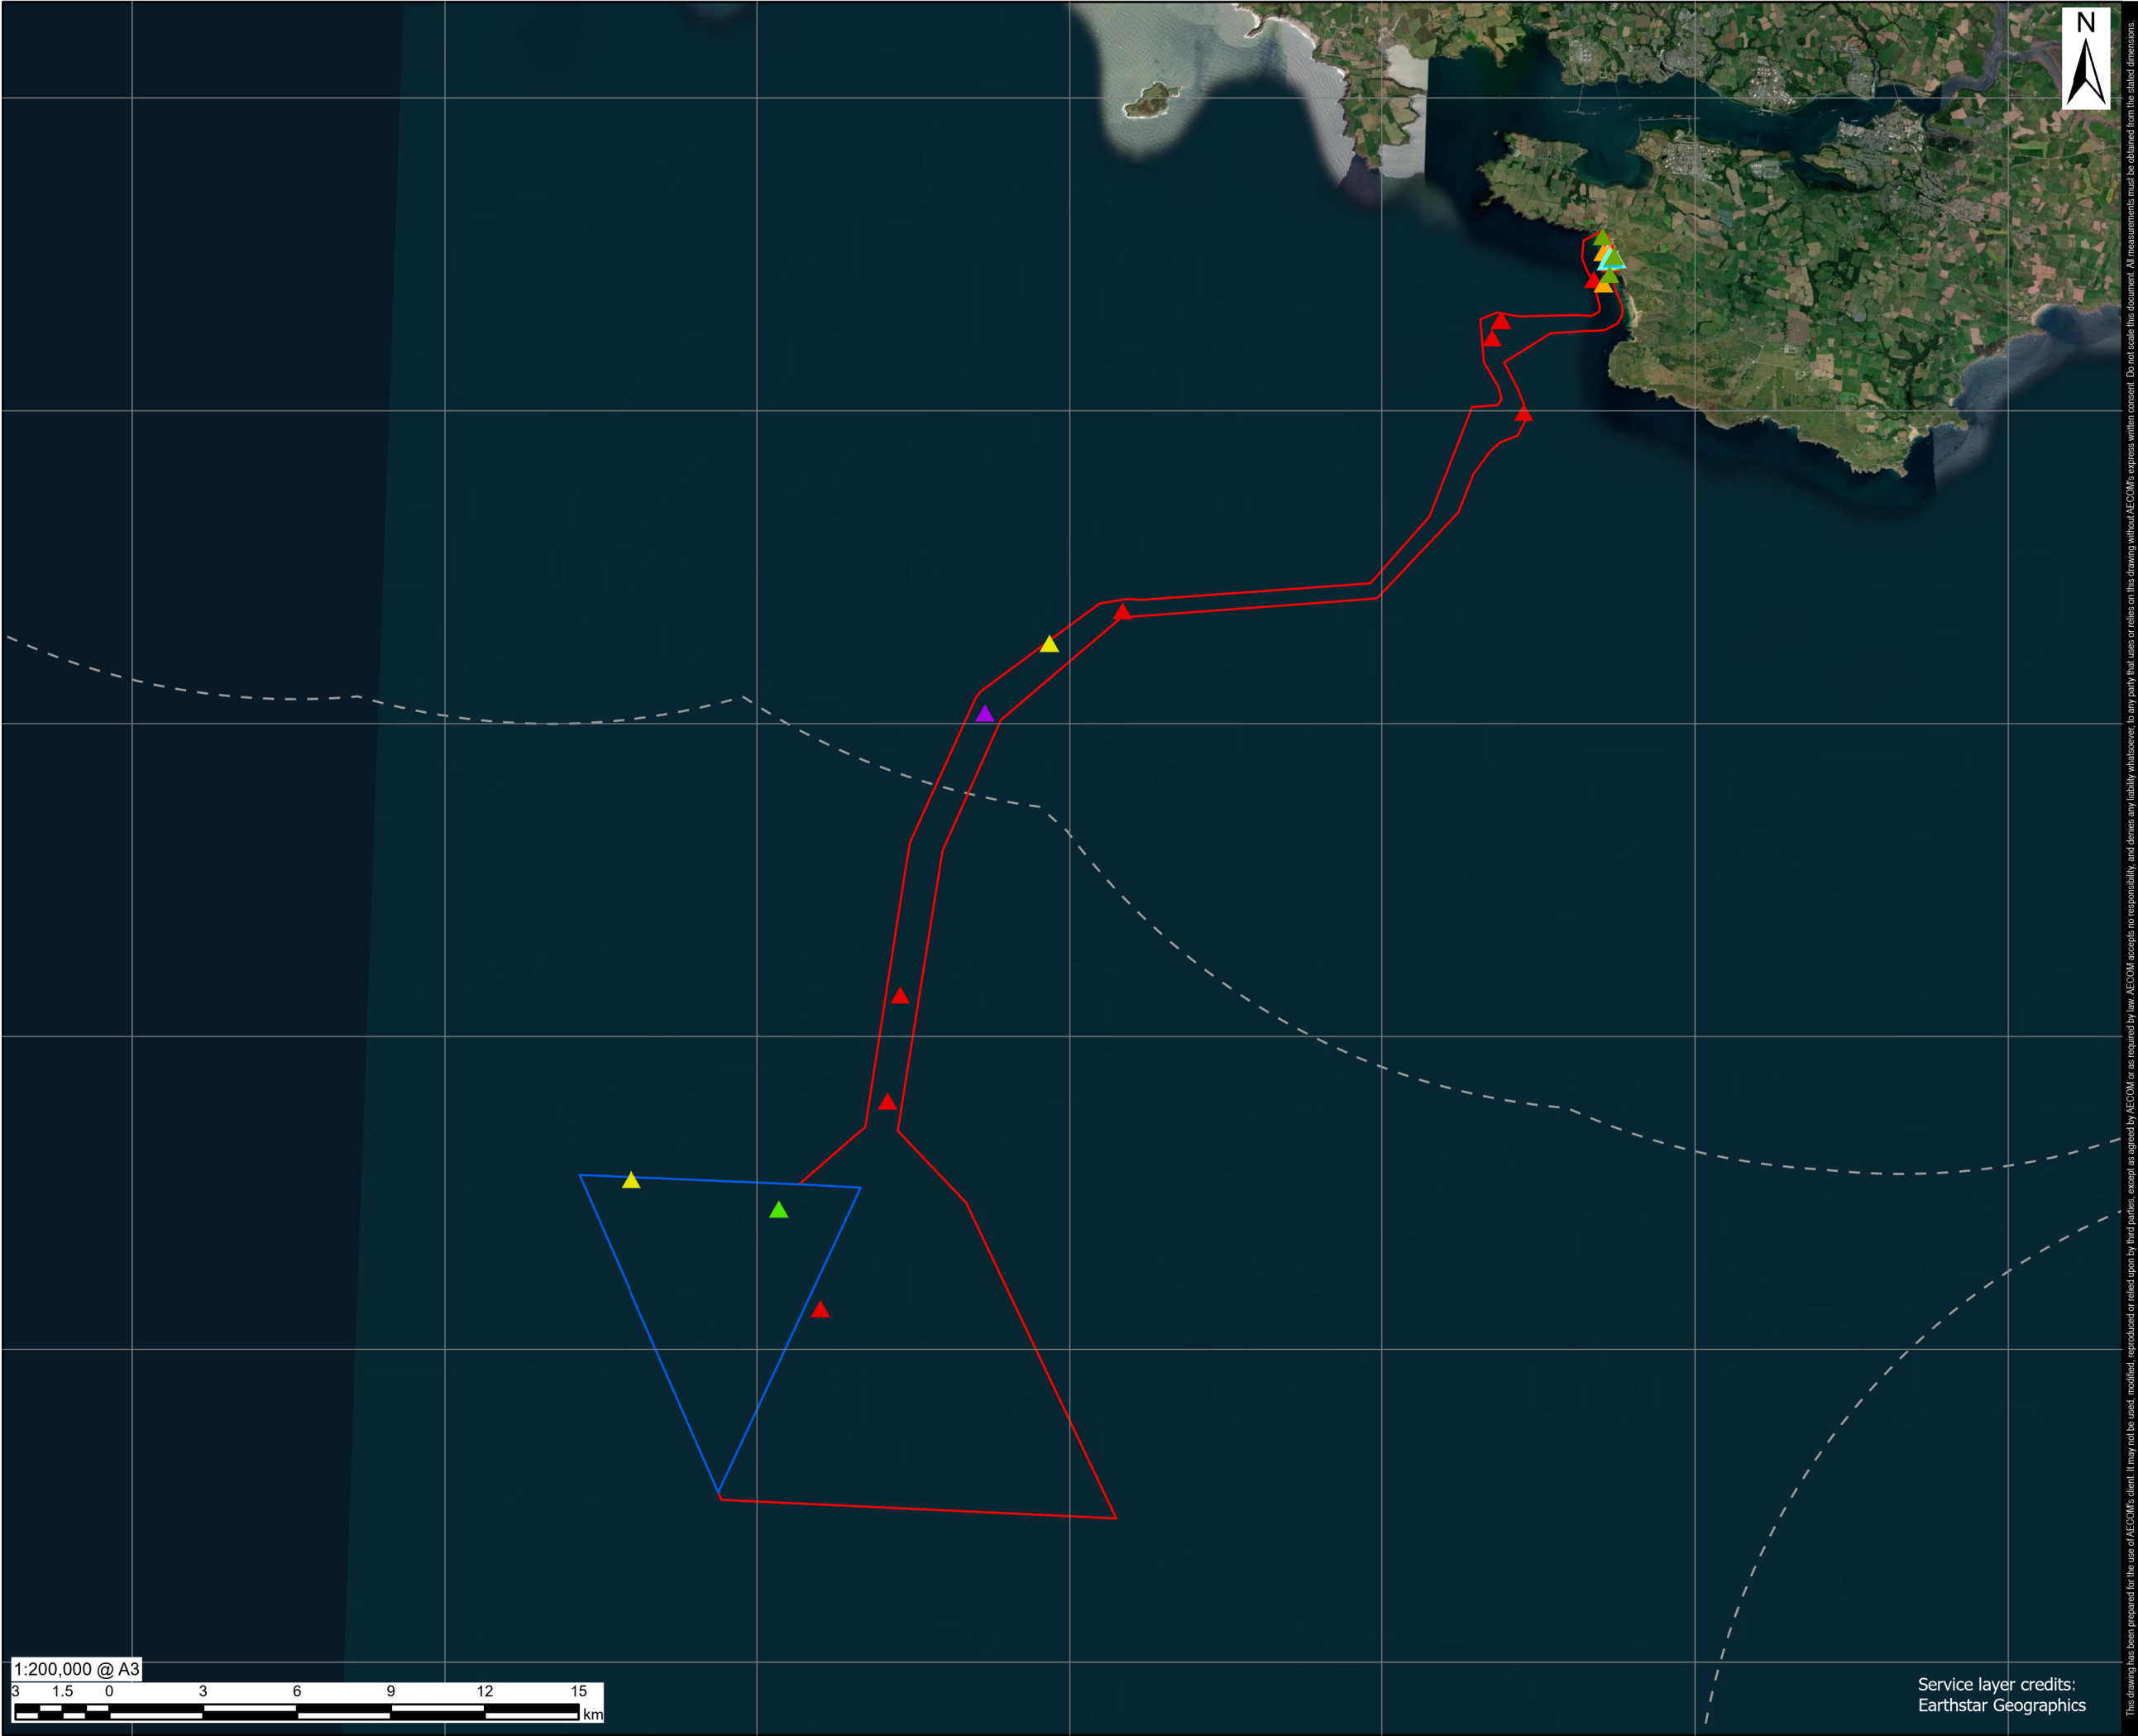 N
This drawing has been prepared for the use of AECOM's client. It may not be used, modified, reproduced or relied upon by third parties, except as agreed by AECOM or as required by law. AECOM accepts no responsibility, and denies any liability whatsoever, to any party that uses or relies on this drawing without AECOM's express written consent. Do not scale this document. All measurements must be obtained from the stated dimensions.
1:200,000 @ A3
3 1.5 0 3 6 9 12 15
km
Service layer credits:
Earthstar Geographics